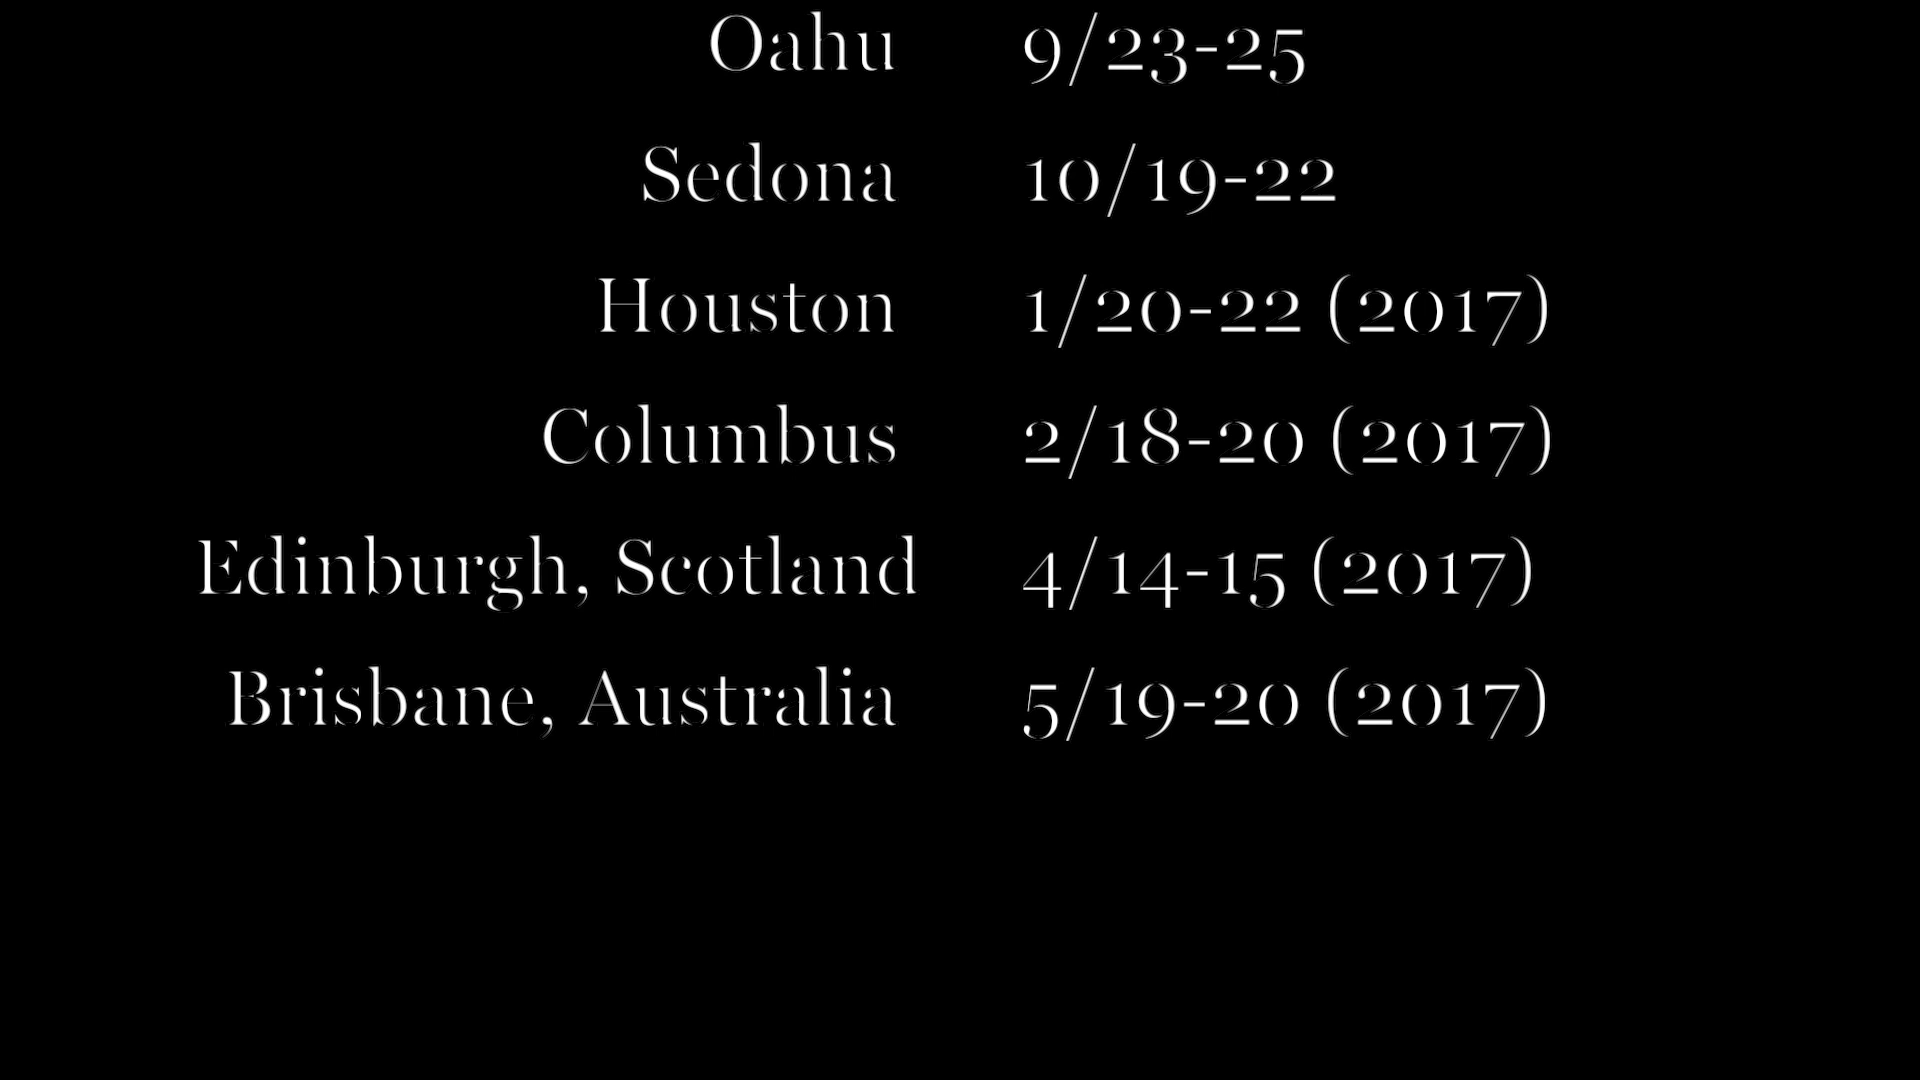 Oahu 9/23-25
Sedona 10/19-22
Houston 1/20-22 (2017)
Columbus 2/18-20 (2017)
Edinburgh, Scotland 4/14-15 (2017)
Brisbane, Australia 5/19-20 (2017)